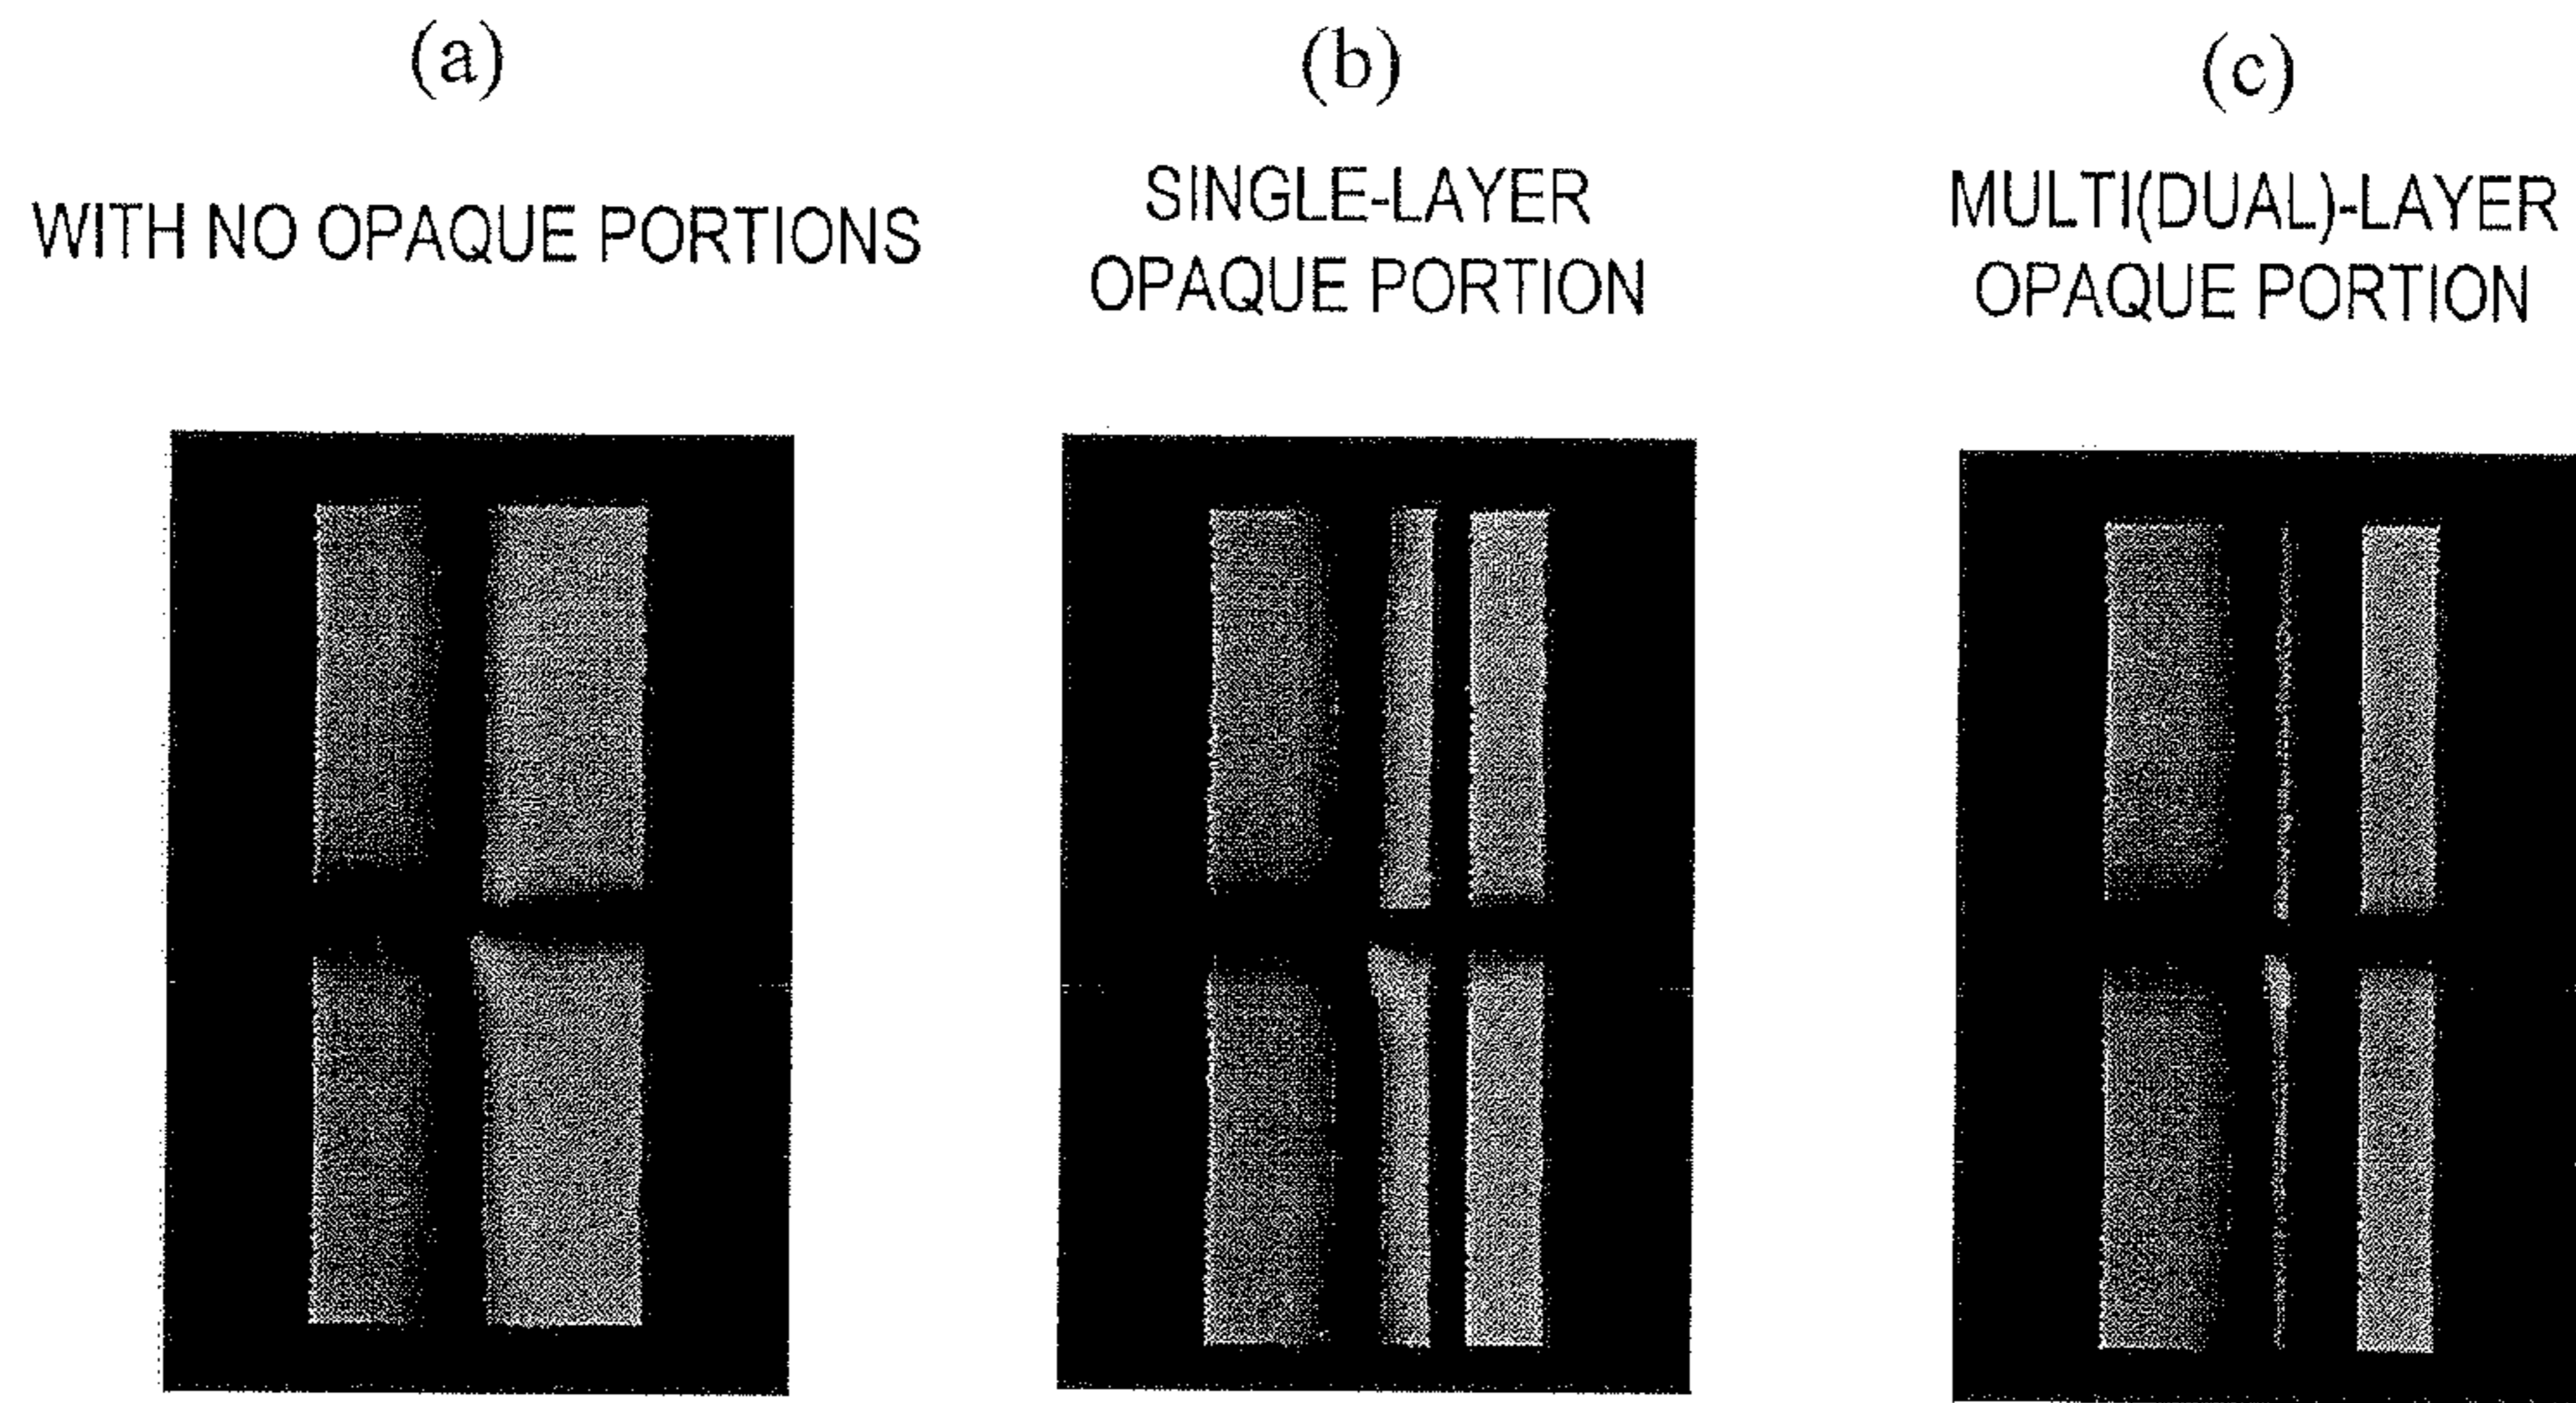 (a)
WITH NO OPAQUE PORTIONS
(b)
SINGLE-LAYER
OPAQUE PORTION
(c)
MULTI(DUAL)-LAYER
OPAQUE PORTION